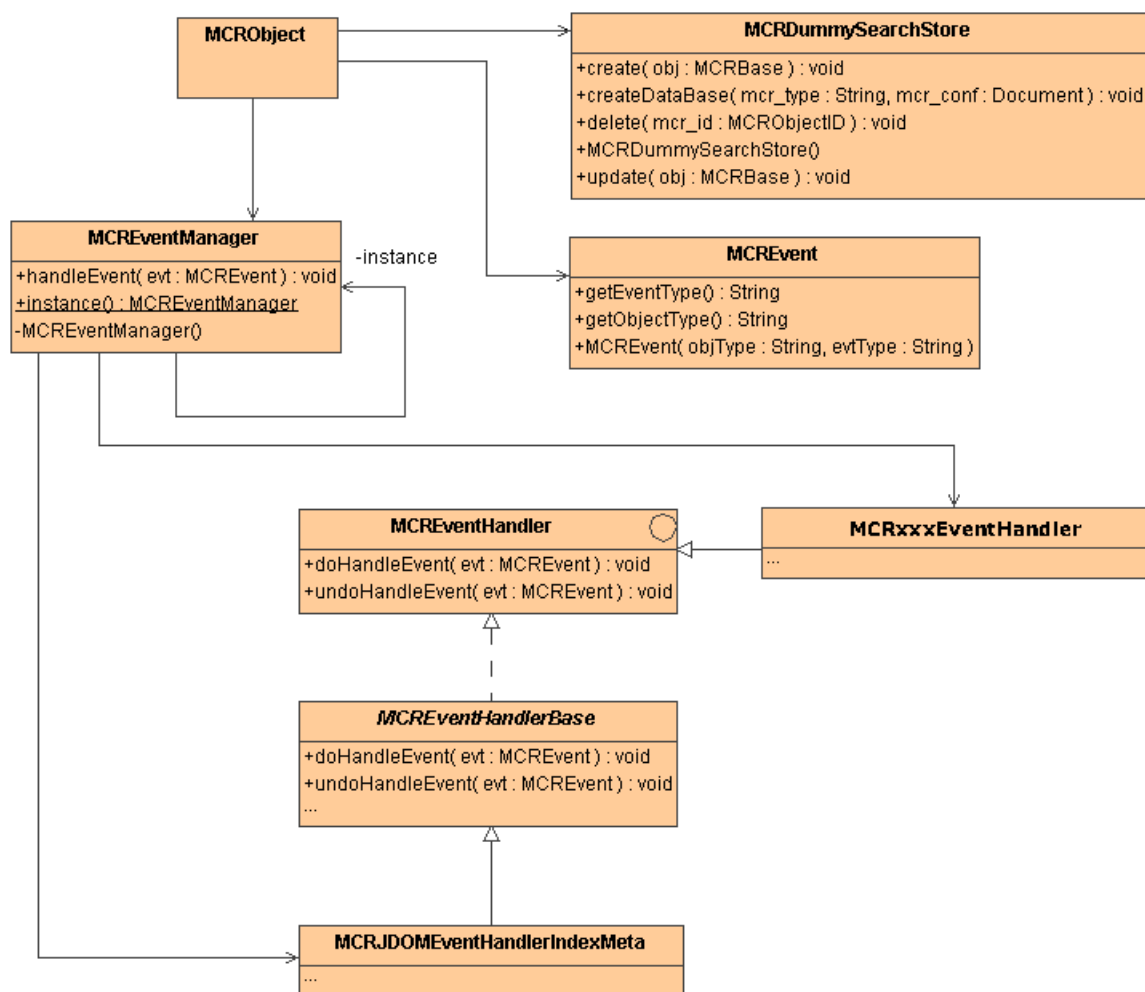 MCRObject
MCRDummySearchStore
+create( obj : MCRBase ) : void
+createDataBase( mcr_type : String, mcr_conf : Document ) : void
+delete( mcr_id : MCRObjectID ) : void
+MCRDummySearchStore()
+update( obj : MCRBase ) : void
MCREventManager
+handleEvent( evt : MCREvent ) : void
+instance() : MCREventManager
-MCREventManager()
-instance
MCREvent
+getEventType() : String
+getObjectType() : String
+MCREvent( objType : String, evtType : String )
MCREventHandler
+doHandleEvent( evt : MCREvent ) : void
+undoHandleEvent( evt : MCREvent ) : void
MCRxxxEventHandler
...
MCREventHandlerBase
+doHandleEvent( evt : MCREvent ) : void
+undoHandleEvent( evt : MCREvent ) : void
...
MCRJDOMEventHandlerIndexMeta
...